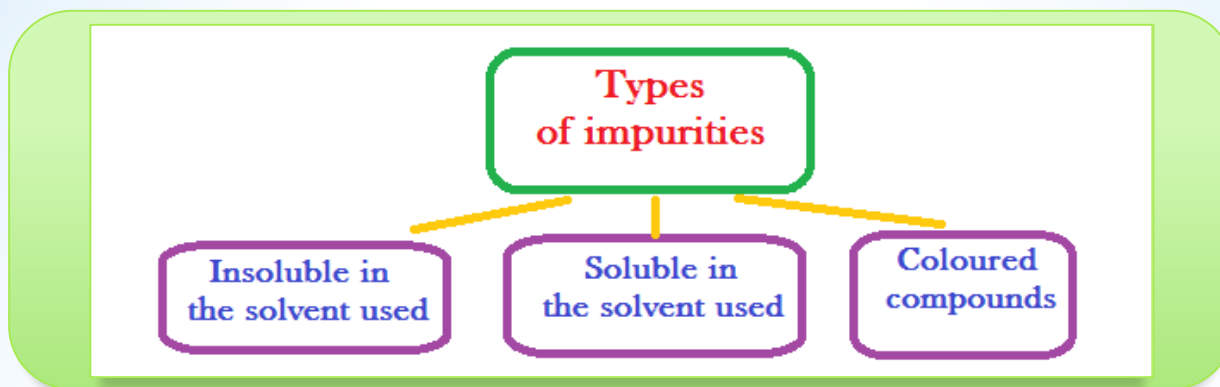 Types
of impurities
Insoluble in
the solvent used
Soluble in
the solvent used
Coloured
compounds